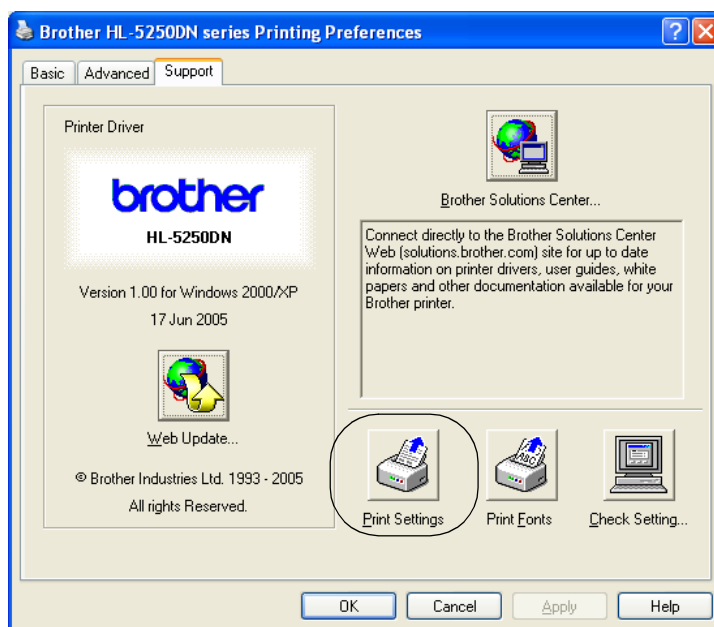 Brother HL-5250DN series Printing Preferences
Basic
Advanced
Support
Printer Driver
brother
HL-5250DN
Version 1.00 for Windows 2000/XP
17 Jun 2005
Web Update...
© Brother Industries Ltd. 1993 - 2005
All rights Reserved.
Brother Solutions Center...
Connect directly to the Brother Solutions Center
Web (solutions.brother.com) site for up to date
information on printer drivers, user guides, white
papers and other documentation available for your
Brother printer.
Print Settings
Print Fonts
Check Setting...
OK
Cancel
Apply
Help